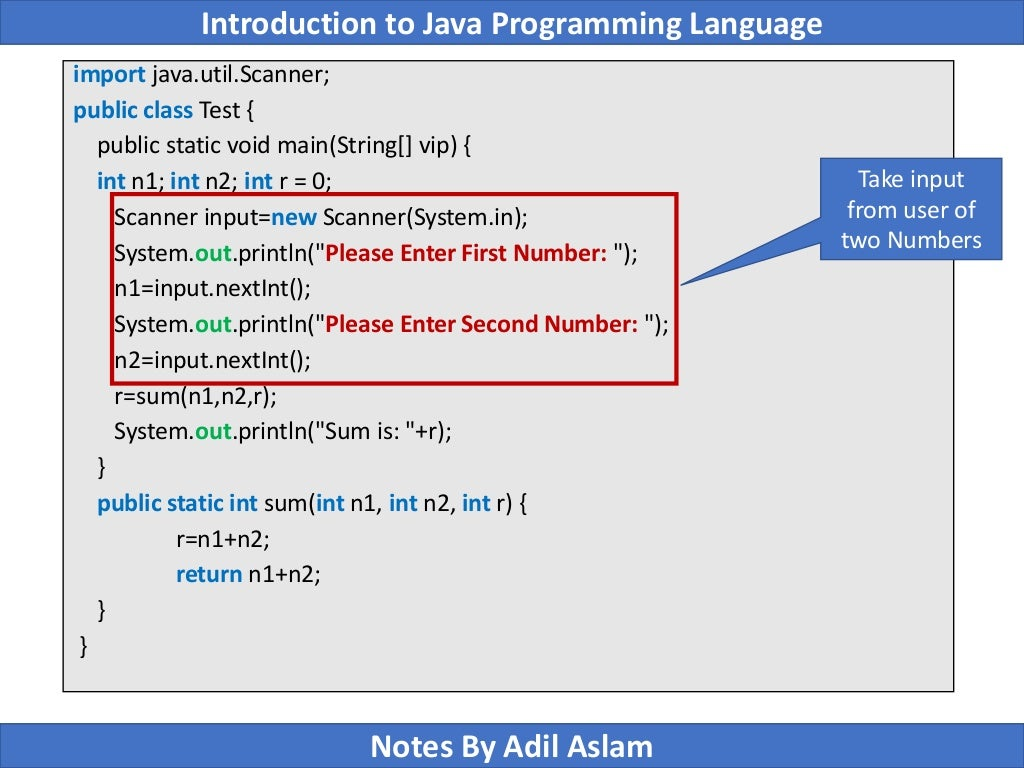 Introduction to Java Programming Language
import java.util.Scanner;
public class Test {
public static void main(String[] vip) {
int n1; int n2; int r = 0;
Scanner input=new Scanner(System.in);
System.out.println("Please Enter First Number: ");
n1=input.nextInt();
System.out.println("Please Enter Second Number: ");
n2=input.nextInt();
r=sum(n1,n2,r);
System.out.println("Sum is: "+r);
}
public static int sum(int n1, int n2, int r) {
r=n1+n2;
return n1+n2;
}
}
Take input
from user of
two Numbers
Notes By Adil Aslam